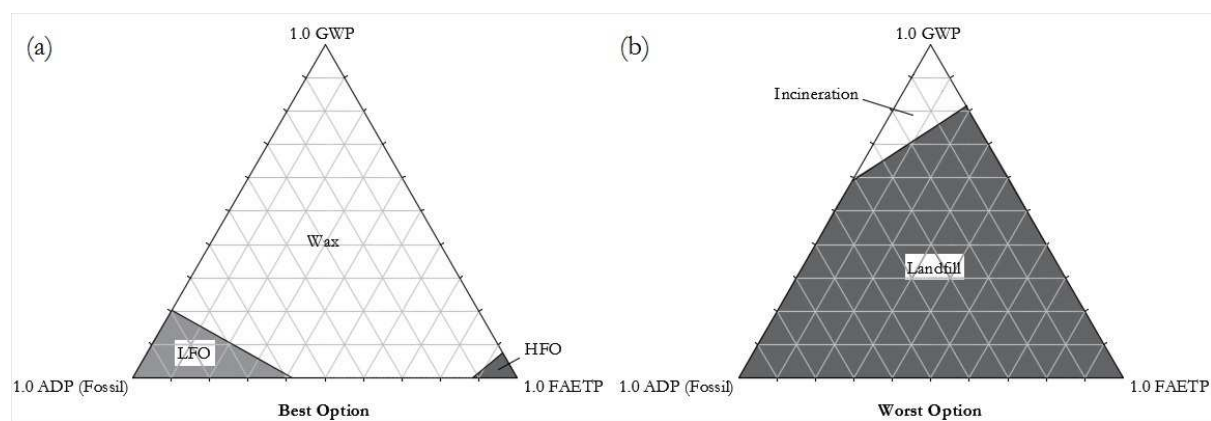 (a)
1.0 GWP
Wax
LFO
HFO
1.0 ADP (Fossil)
1.0 FAETP
Best Option
(b)
1.0 GWP
Incineration
Landfill
1.0 ADP (Fossil)
1.0 FAETP
Worst Option